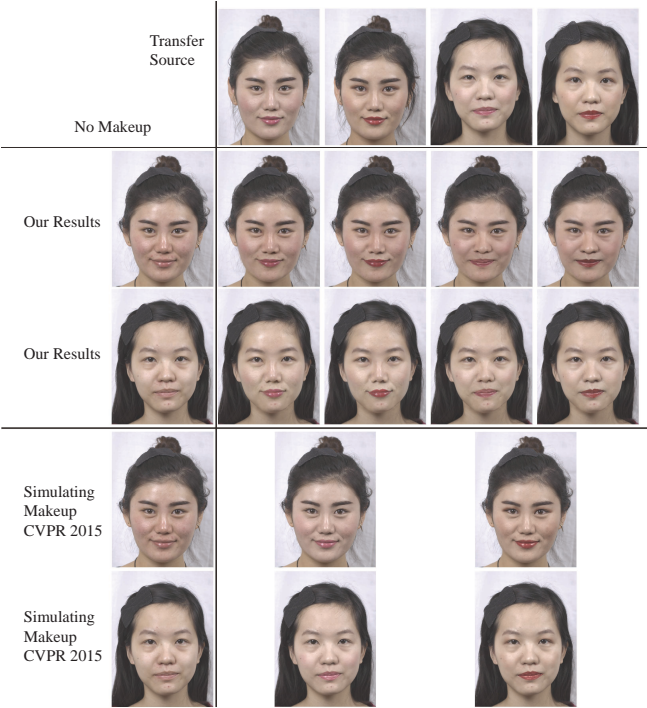 Transfer
Source
No Makeup
Our Results
Our Results
Simulating
Makeup
CVPR 2015
Simulating
Makeup
CVPR 2015